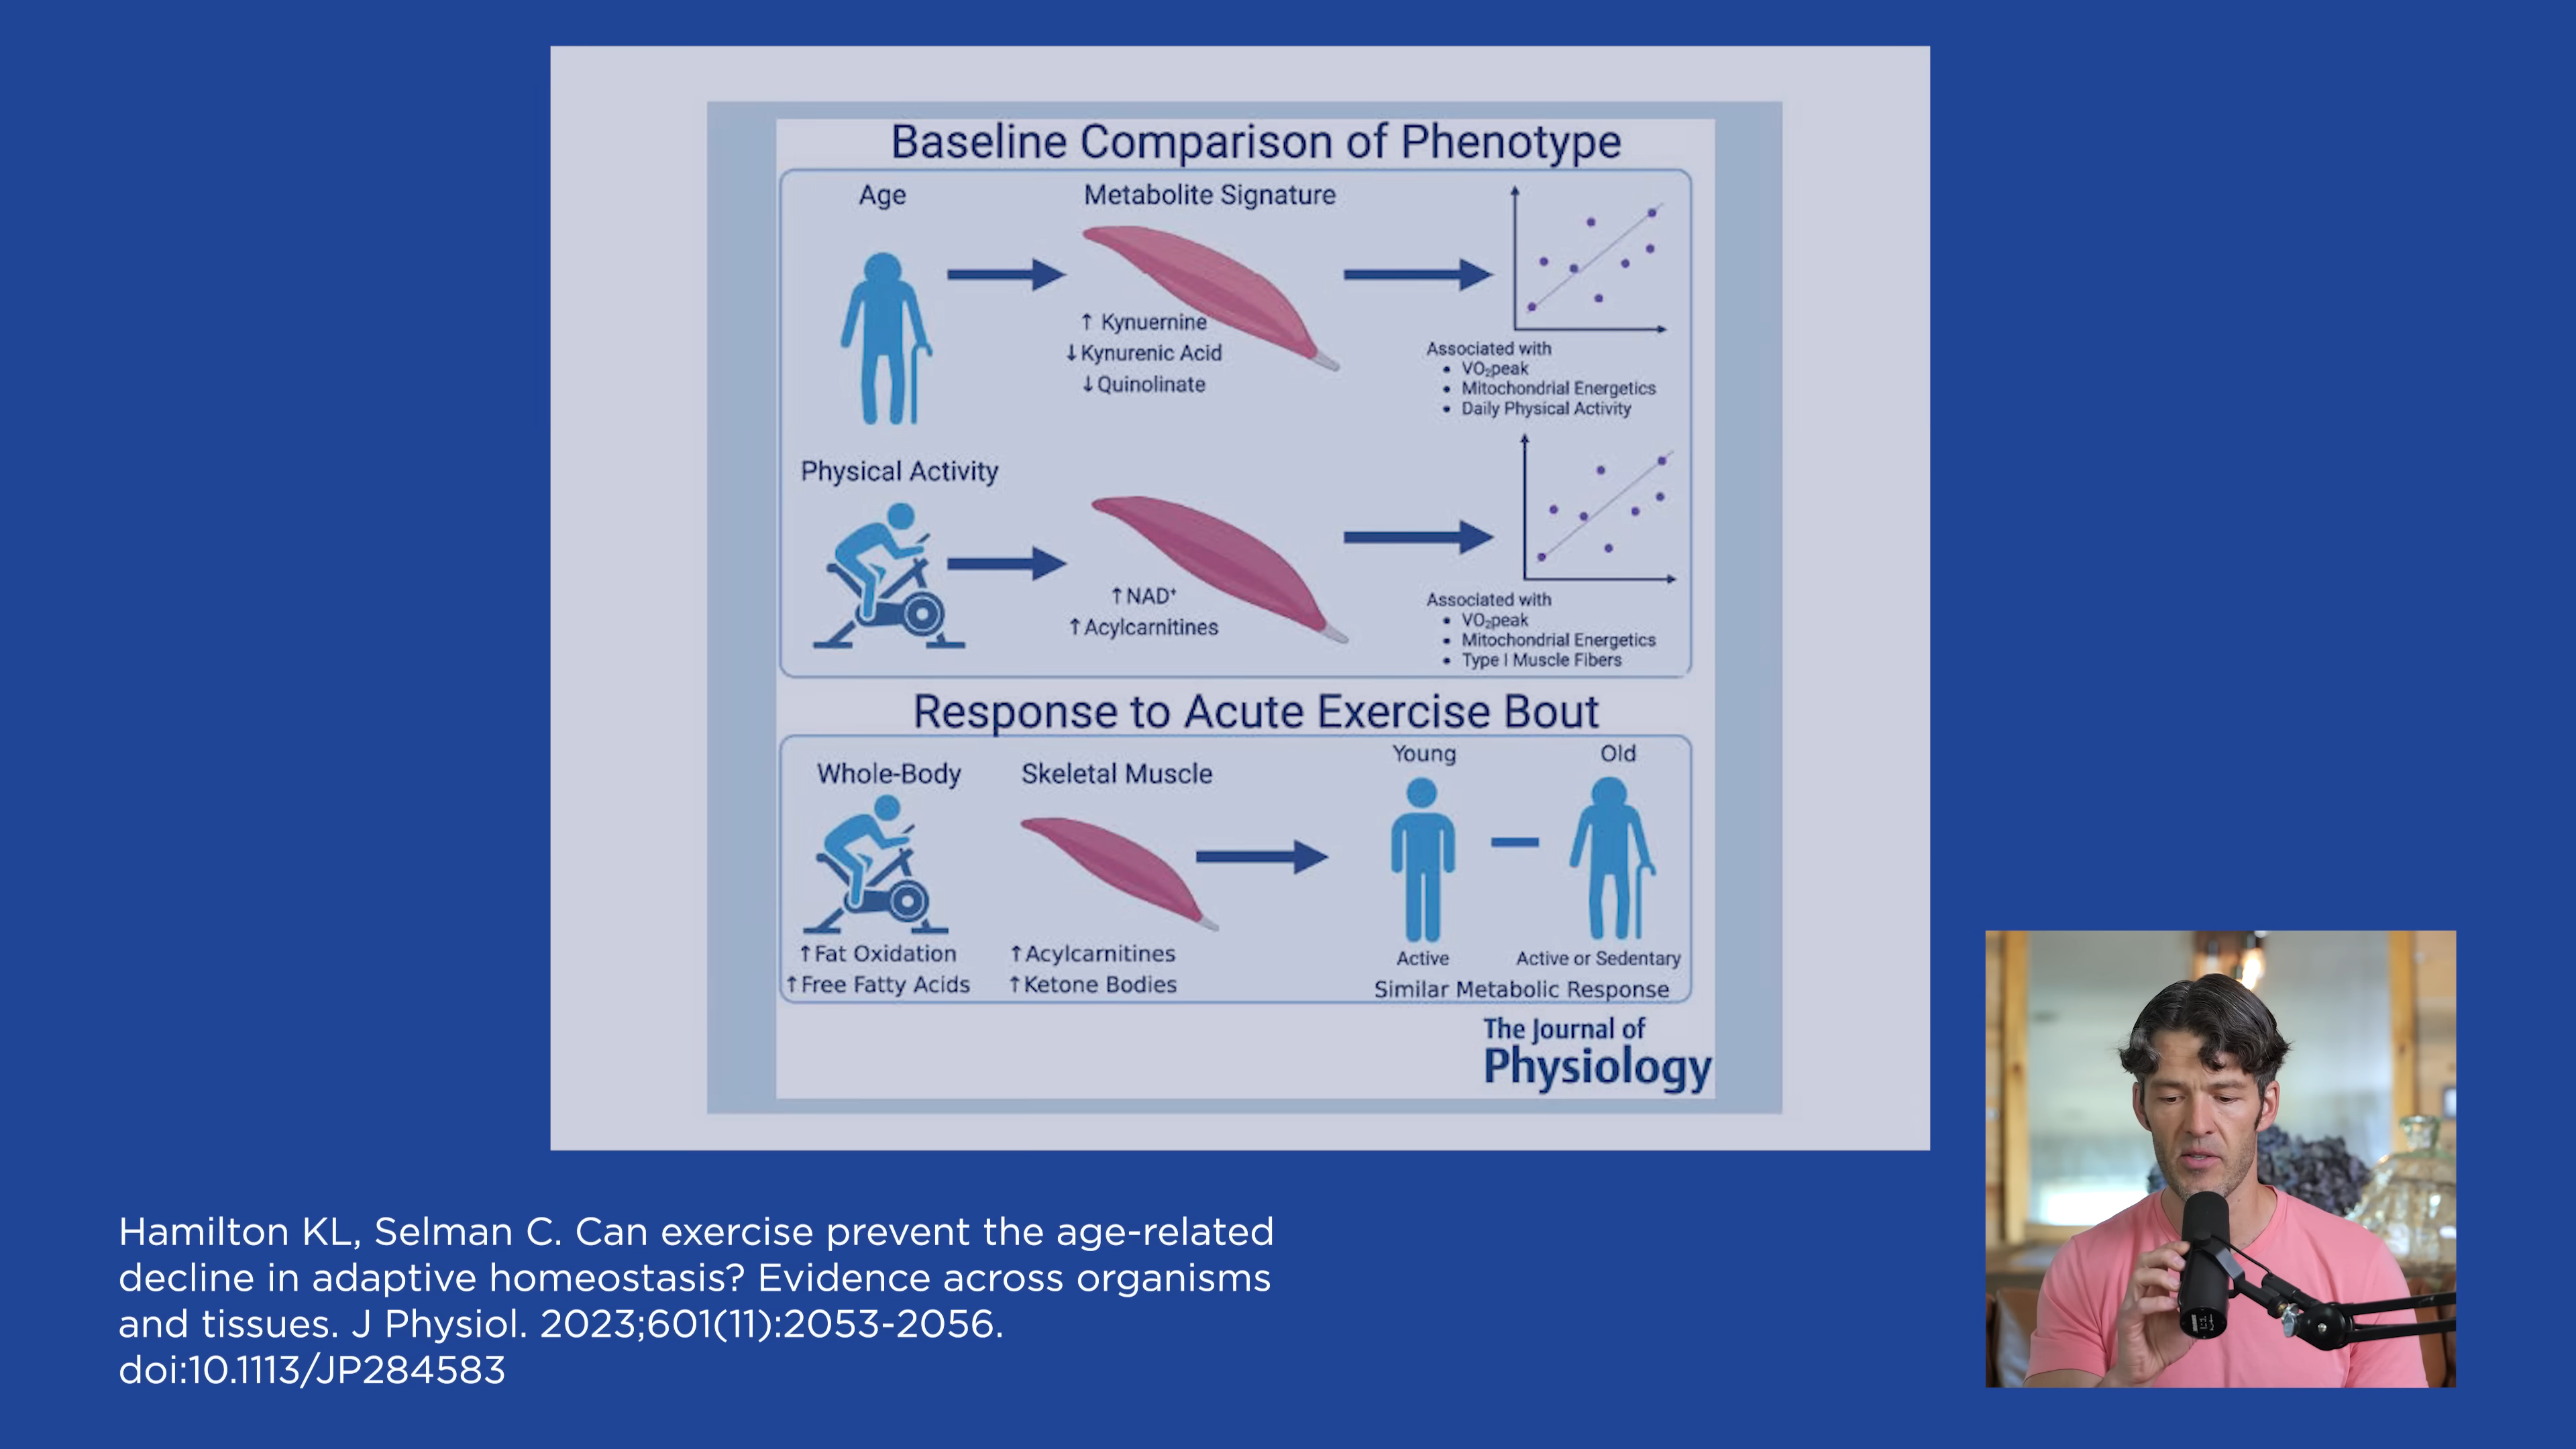 Baseline Comparison of Phenotype
Age
Metabolite Signature
↑ Kynuernine
↓Kynurenic Acid
↓Quinolinate
Associated with
• VO₂peak
• Mitochondrial Energetics
• Daily Physical Activity
Physical Activity
↑NAD⁺
↑Acylcarnitines
Associated with
• VO₂peak
• Mitochondrial Energetics
• Type I Muscle Fibers
Response to Acute Exercise Bout
Whole-Body
↑Fat Oxidation
↑Free Fatty Acids
Skeletal Muscle
↑Acylcarnitines
↑Ketone Bodies
Young
Old
Active
Active or Sedentary
Similar Metabolic Response
The Journal of
Physiology
Hamilton KL, Selman C. Can exercise prevent the age-related
decline in adaptive homeostasis? Evidence across organisms
and tissues. J Physiol. 2023;601(11):2053-2056.
doi:10.1113/JP284583